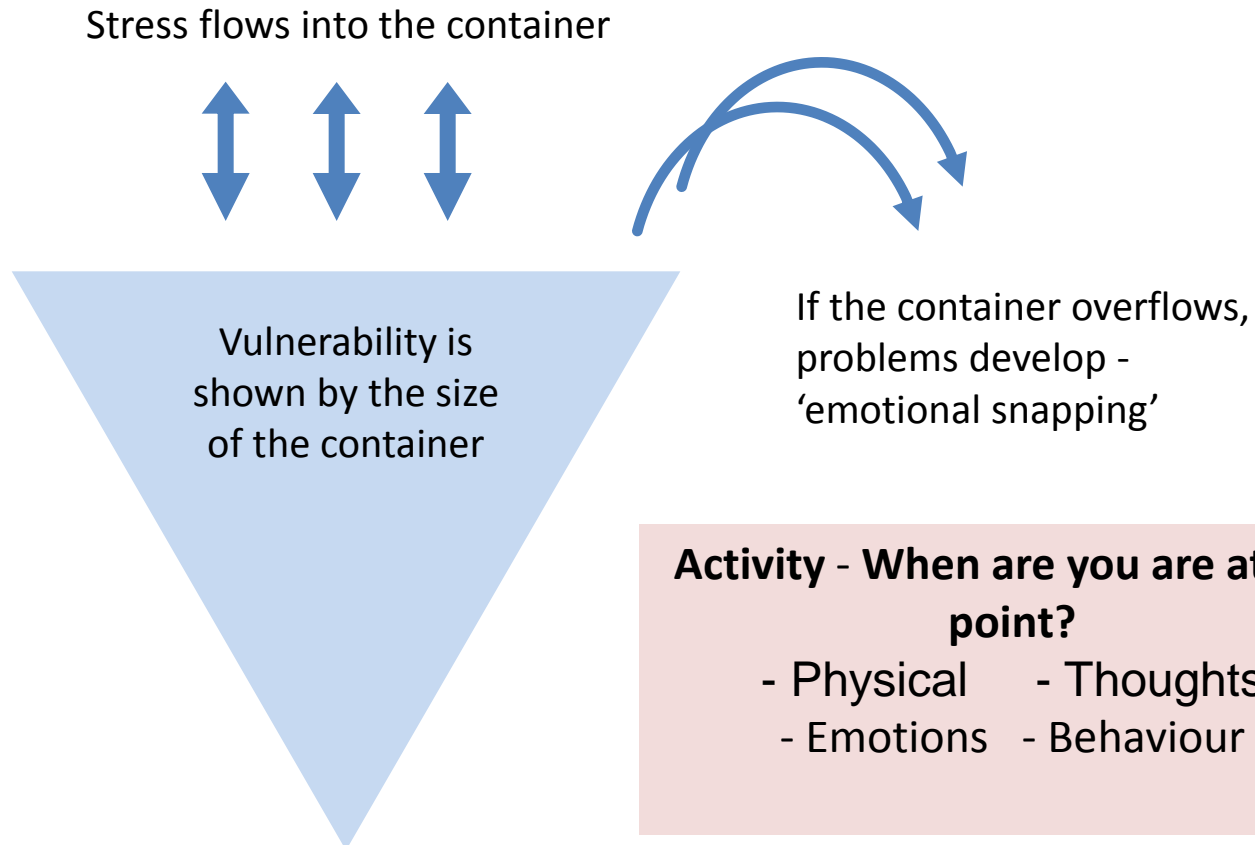 Stress flows into the container
Vulnerability is
shown by the size
of the container
If the container overflows,
problems develop -
‘emotional snapping’
Activity - When are you are at
point?
- Physical - Thoughts
- Emotions - Behaviour